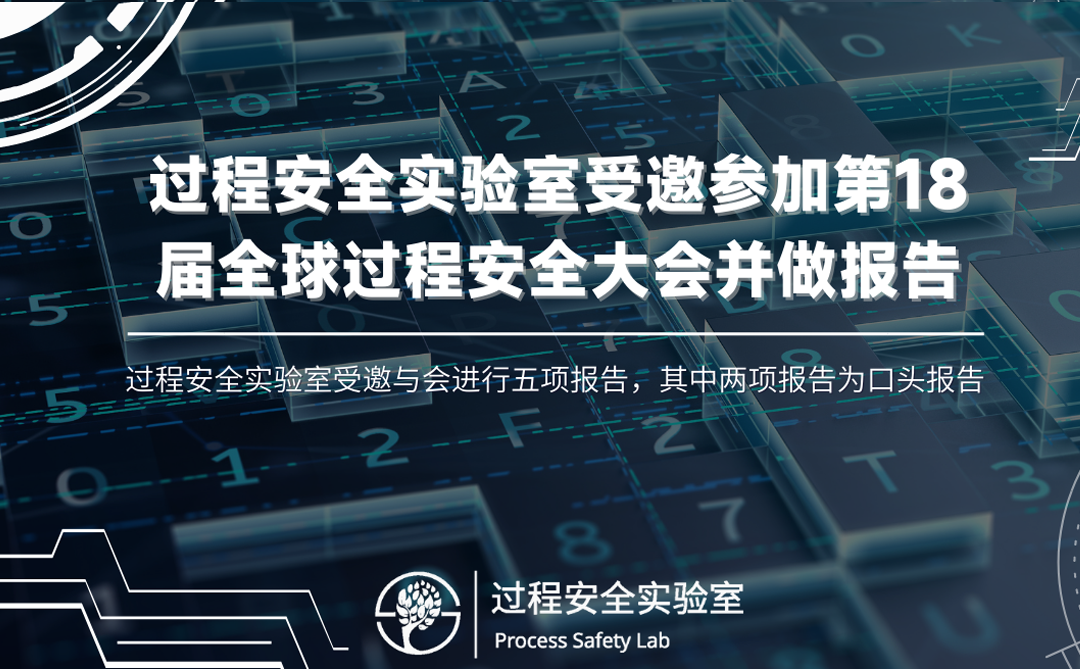 过程安全实验室受邀参加第18
届全球过程安全大会并做报告
过程安全实验室受邀与会进行五项报告，其中两项报告为口头报告
过程安全实验室
Process Safety Lab